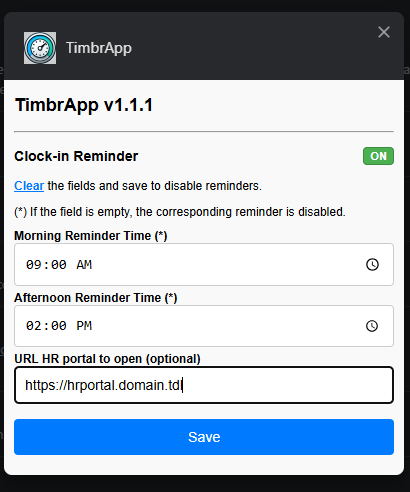 TimbrApp
TimbrApp v1.1.1
Clock-in Reminder
ON
Clear the fields and save to disable reminders.
(*) If the field is empty, the corresponding reminder is disabled.
Morning Reminder Time (*)
09:00 AM
Afternoon Reminder Time (*)
02:00 PM
URL HR portal to open (optional)
https://hrportal.domain.tdl
Save